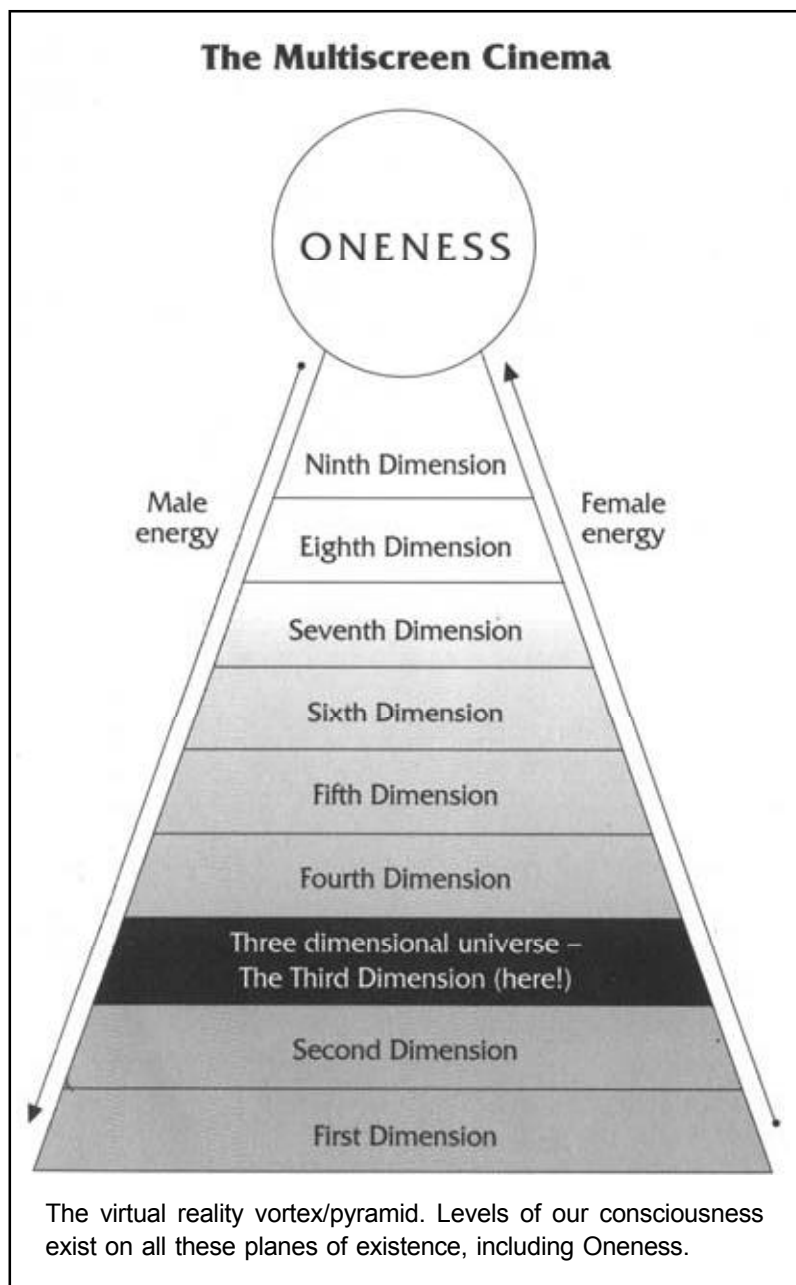 The Multiscreen Cinema
ONENESS
Ninth Dimension
Male
energy
Female
energy
Eighth Dimension
Seventh Dimension
Sixth Dimension
Fifth Dimension
Fourth Dimension
Three dimensional universe –
The Third Dimension (here!)
Second Dimension
First Dimension
The virtual reality vortex/pyramid. Levels of our consciousness
exist on all these planes of existence, including Oneness.